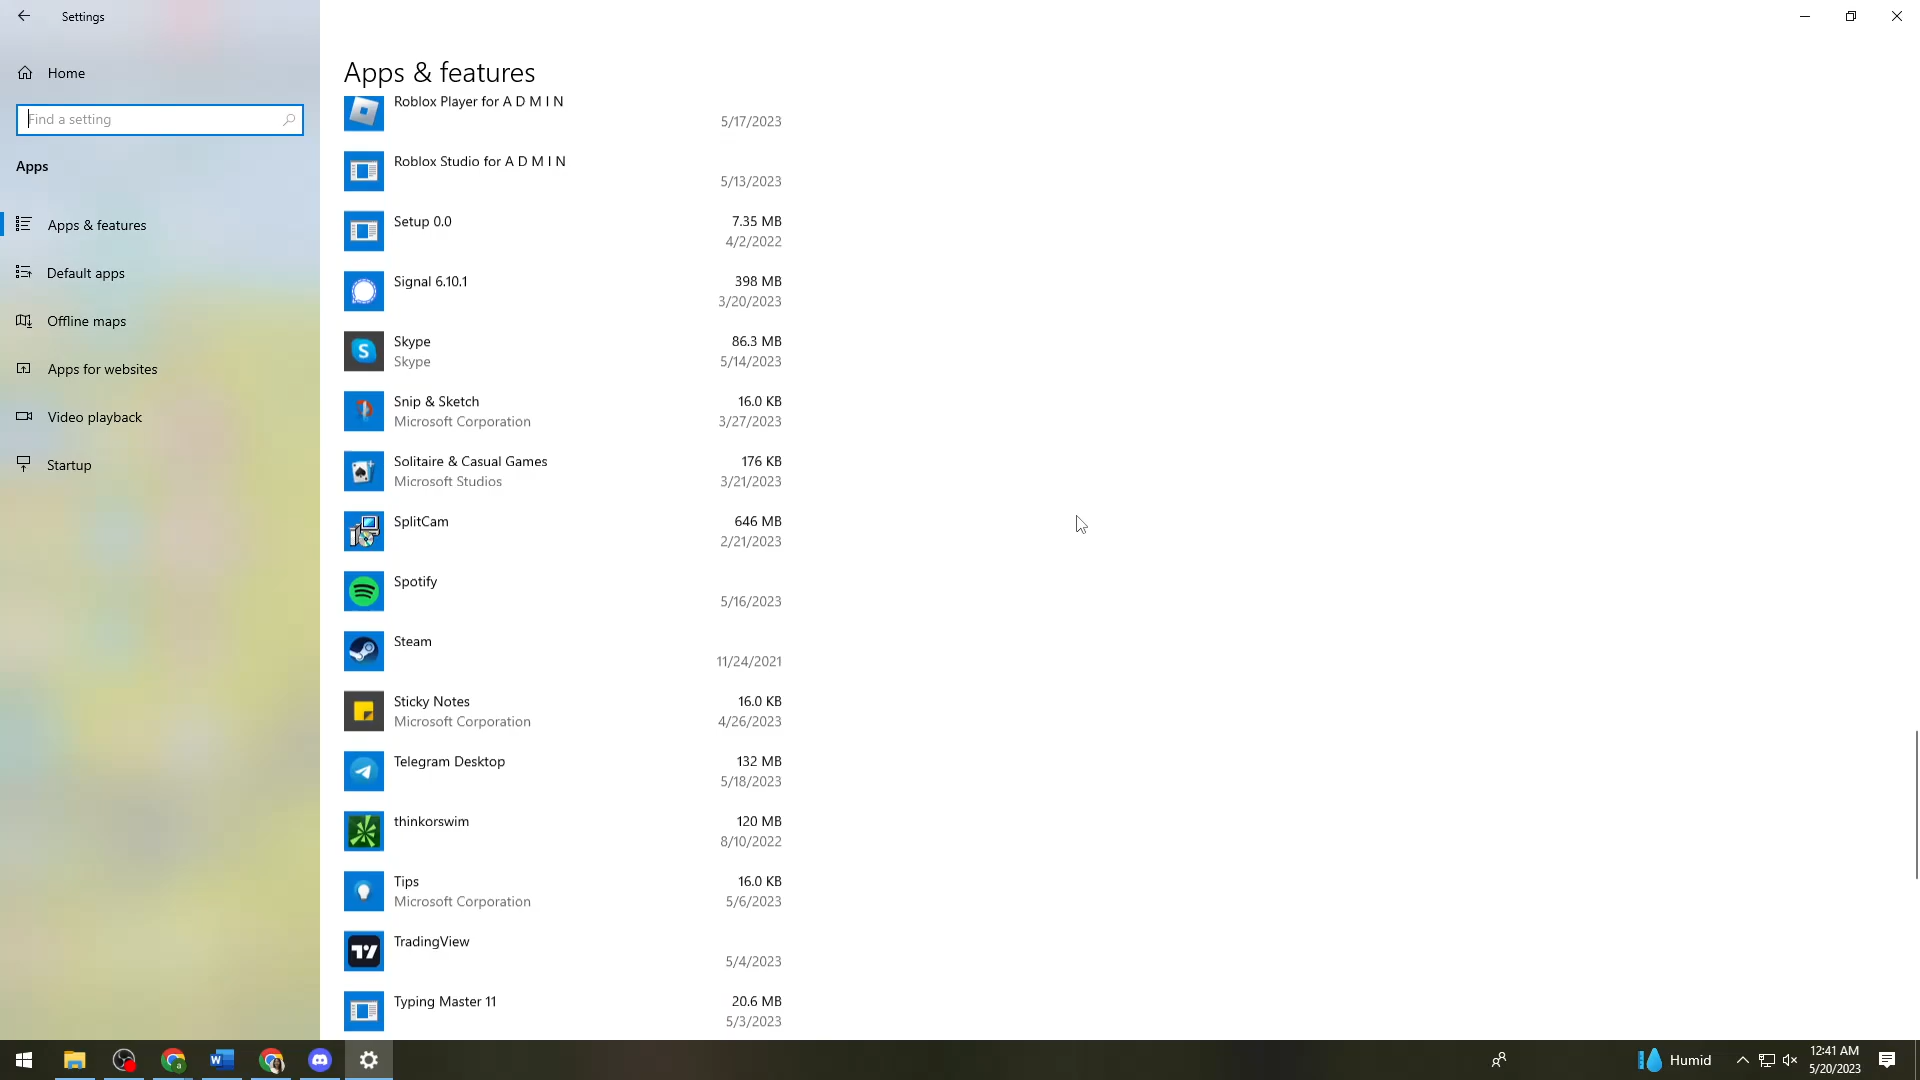 Settings
Home
Find a setting
Apps
Apps & features
Default apps
Offline maps
Apps for websites
Video playback
Startup
Apps & features
Roblox Player for A D M I N
5/17/2023
Roblox Studio for A D M I N
5/13/2023
Setup 0.0 7.35 MB
4/2/2022
Signal 6.10.1 398 MB
3/20/2023
Skype 86.3 MB
Skype 5/14/2023
Snip & Sketch 16.0 KB
Microsoft Corporation 3/27/2023
Solitaire & Casual Games 176 KB
Microsoft Studios 3/21/2023
SplitCam 646 MB
2/21/2023
Spotify
5/16/2023
Steam
11/24/2021
Sticky Notes 16.0 KB
Microsoft Corporation 4/26/2023
Telegram Desktop 132 MB
5/18/2023
thinkorswim 120 MB
8/10/2022
Tips 16.0 KB
Microsoft Corporation 5/6/2023
TradingView
5/4/2023
Typing Master 11 20.6 MB
5/3/2023
Humid
12:41 AM
5/20/2023